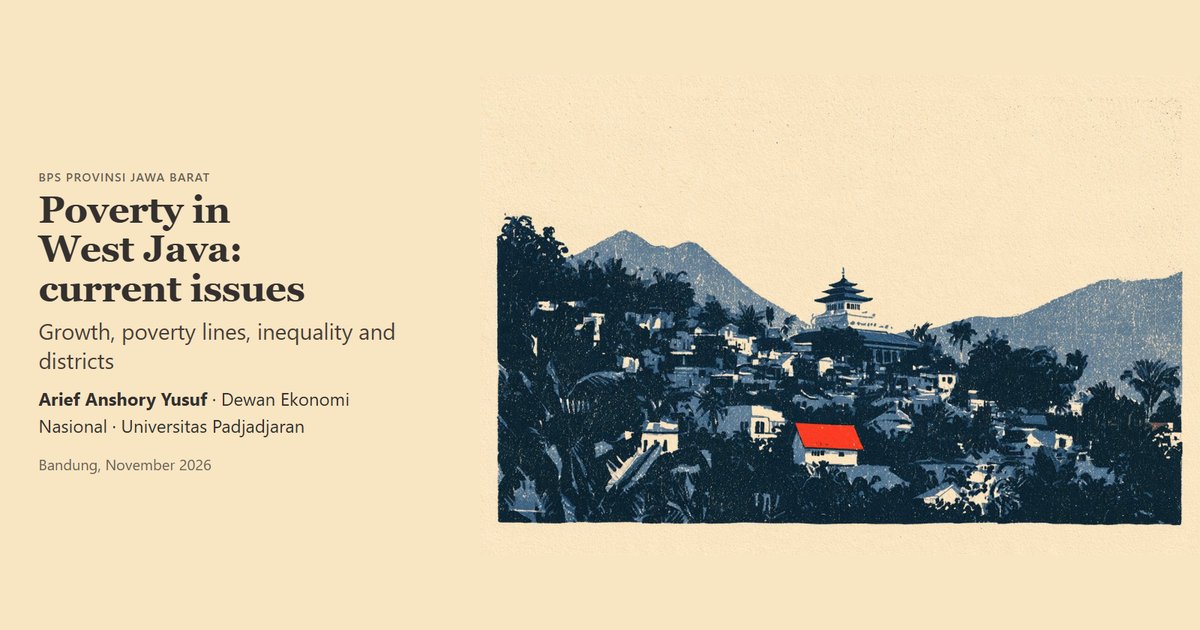 BPS PROVINSI JAWA BARAT
Poverty in
West Java:
current issues
Growth, poverty lines, inequality and
districts
Arief Anshory Yusuf · Dewan Ekonomi
Nasional · Universitas Padjadjaran
Bandung, November 2026